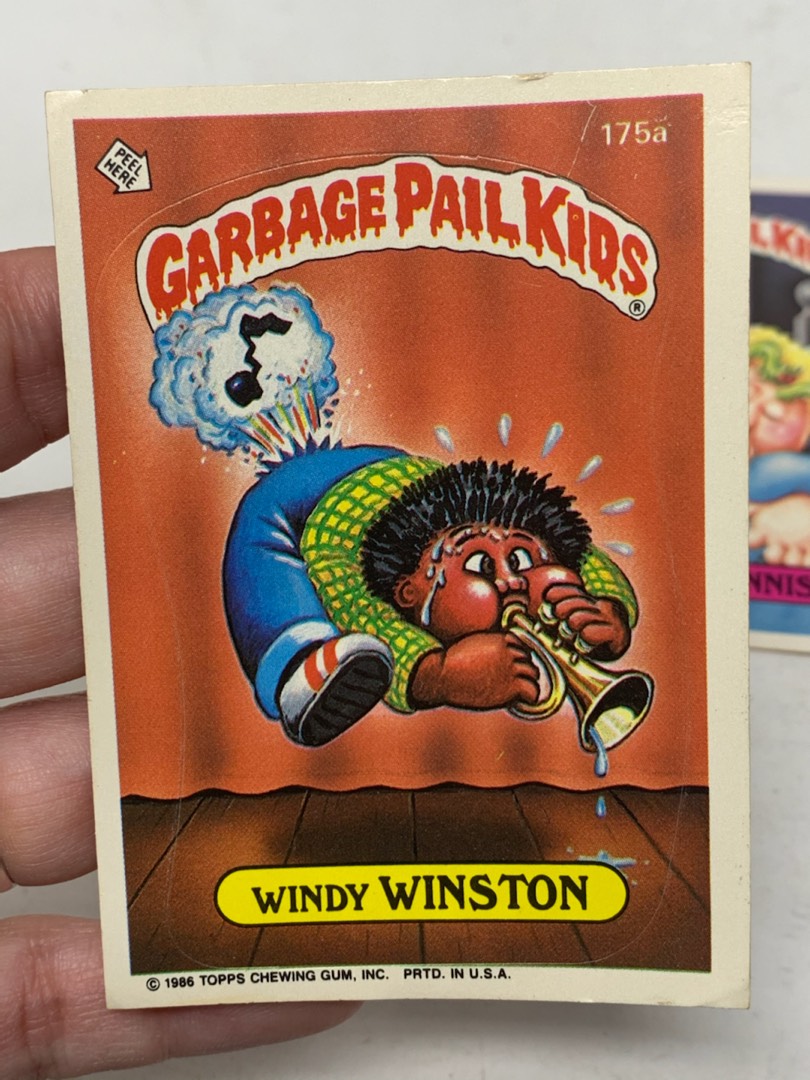 PEEL
HERE
175a
GARBAGE PAIL KIDS
®
WINDY WINSTON
© 1986 TOPPS CHEWING GUM, INC. PRTD. IN U.S.A.